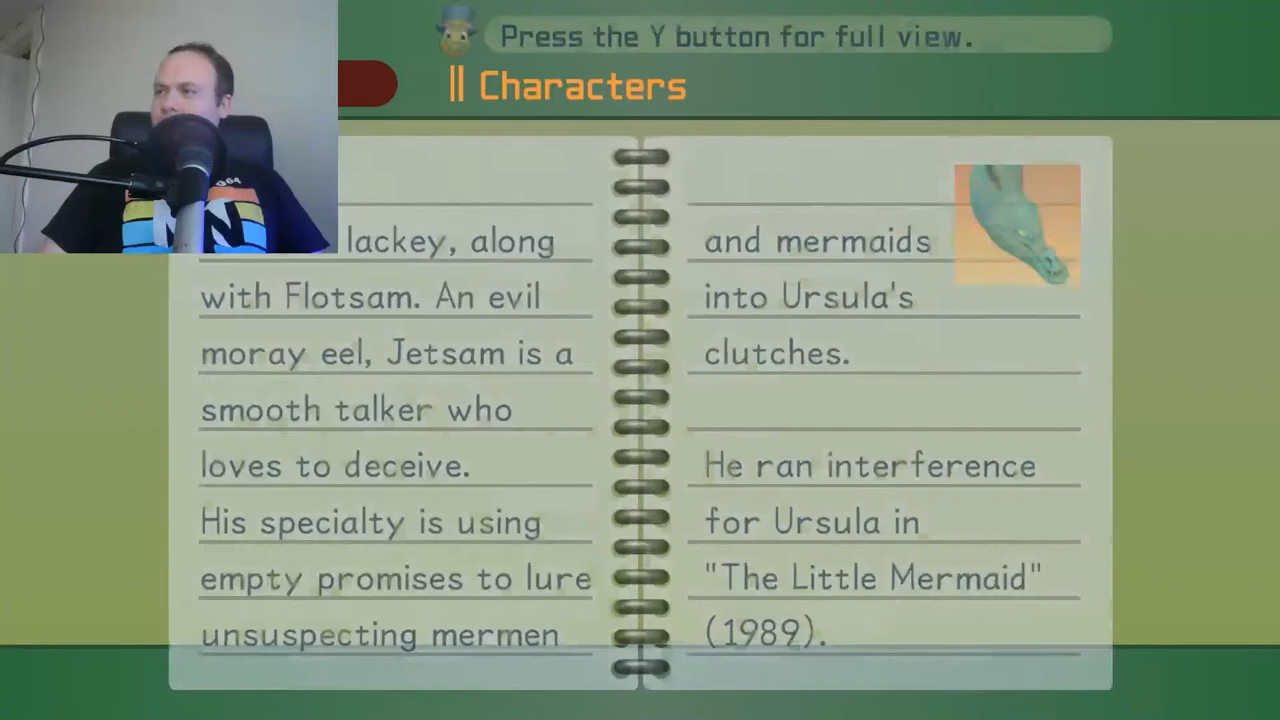 Press the Y button for full view.
|| Characters
lackey, along
with Flotsam. An evil
moray eel, Jetsam is a
smooth talker who
loves to deceive.
His specialty is using
empty promises to lure
unsuspecting mermen
and mermaids
into Ursula's
clutches.
He ran interference
for Ursula in
"The Little Mermaid"
(1989).